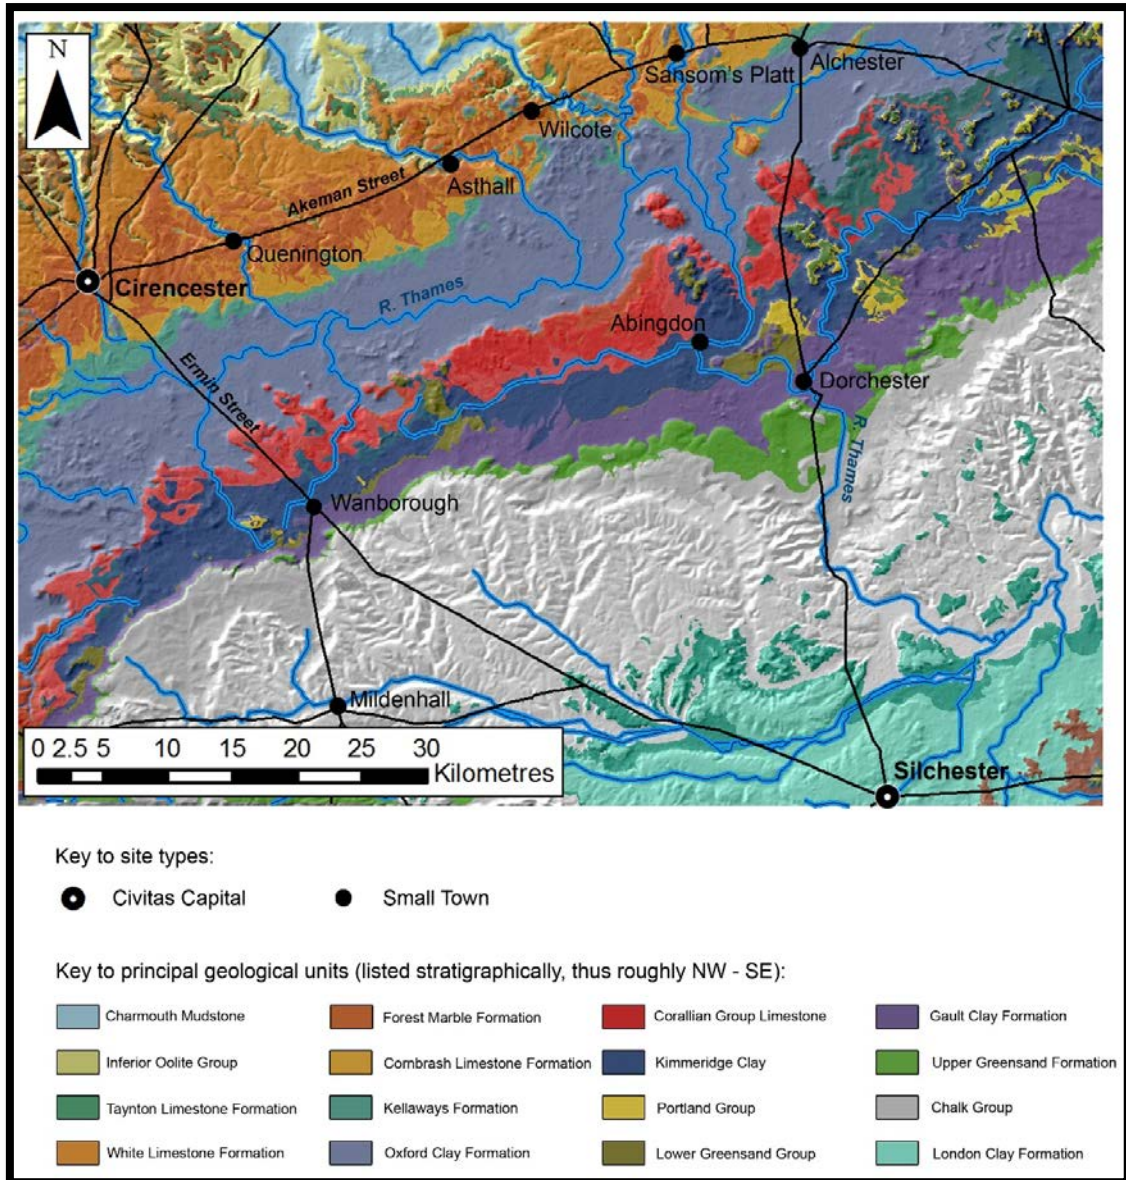 N
Sansom's Platt
Alchester
Wilcote
Asthall
Akeman Street
Quenington
Cirencester
R. Thames
Abingdon
Ermin Street
Dorchester
R. Thames
Wanborough
Mildenhall
0 2.5 5 10 15 20 25 30
Kilometres
Silchester
Key to site types:
Civitas Capital
Small Town
Key to principal geological units (listed stratigraphically, thus roughly NW - SE):
Charmouth Mudstone
Forest Marble Formation
Corallian Group Limestone
Gault Clay Formation
Inferior Oolite Group
Cornbrash Limestone Formation
Kimmeridge Clay
Upper Greensand Formation
Taynton Limestone Formation
Kellaways Formation
Portland Group
Chalk Group
White Limestone Formation
Oxford Clay Formation
Lower Greensand Group
London Clay Formation